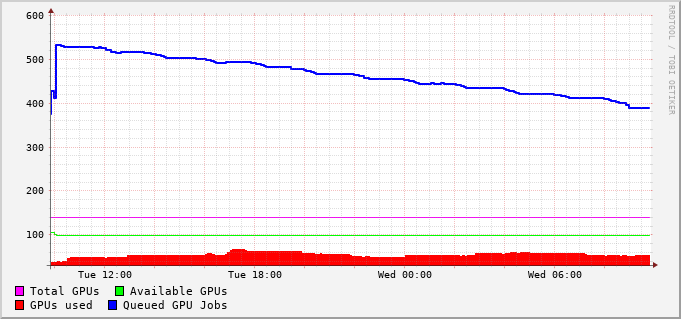 600
500
400
300
200
100
Tue 12:00 Tue 18:00 Wed 00:00 Wed 06:00
Total GPUs Available GPUs
GPUs used Queued GPU Jobs
RRDTOOL / TOBI OETIKER